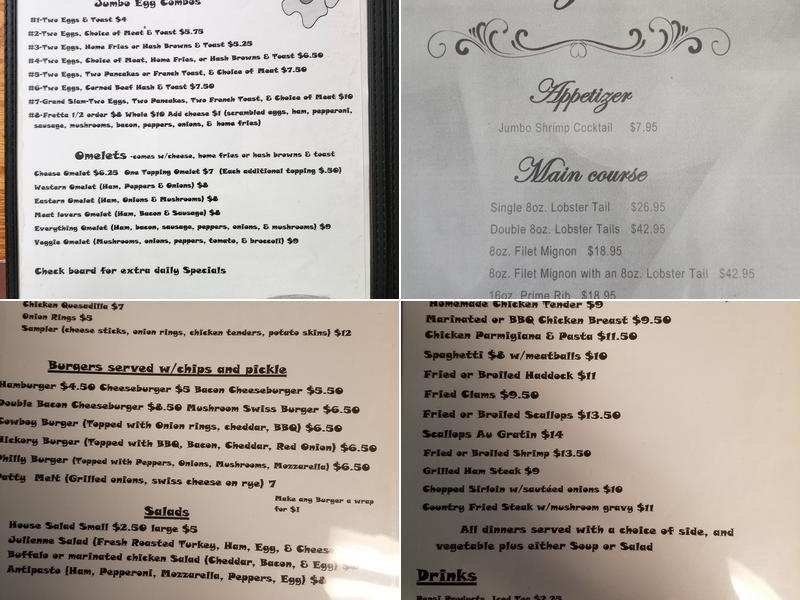 Jumbo Egg Combos
#1-Two Eggs & Toast $4
#2-Two Eggs, Choice of Meat & Toast $5.75
#3-Two Eggs, Home Fries or Hash Browns & Toast $5.25
#4-Two Eggs, Choice of Meat, Home Fries, or Hash Browns & Toast $6.50
#5-Two Eggs, Two Pancakes or French Toast, & Choice of Meat $7.50
#6-Two Eggs, Corned Beef Hash & Toast $7.50
#7-Grand Slam-Two Eggs, Two Pancakes, Two French Toast, & Choice of Meat $10
#8-Fretta 1/2 order $8 Whole $10 Add cheese $1 (scrambled eggs, ham, pepperoni,
sausage, mushrooms, bacon, peppers, onions, & home fries)
Omelets -comes w/cheese, home fries or hash browns & toast
Cheese Omelet $6.25 One Topping Omelet $7 (Each additional topping $.50)
Western Omelet (Ham, Peppers & Onions) $8
Eastern Omelet (Ham, Onions & Mushrooms) $8
Meat lovers Omelet (Ham, Bacon & Sausage) $8
Everything Omelet (Ham, bacon, sausage, peppers, onions, & mushrooms) $9
Veggie Omelet (Mushrooms, onions, peppers, tomato, & broccoli) $9
Check board for extra daily Specials
Appetizer
Jumbo Shrimp Cocktail $7.95
Main course
Single 8oz. Lobster Tail $26.95
Double 8oz. Lobster Tails $42.95
8oz. Filet Mignon $18.95
8oz. Filet Mignon with an 8oz. Lobster Tail $42.95
16oz. Prime Rib $18.95
Chicken Quesadilla $7
Onion Rings $5
Sampler (cheese sticks, onion rings, chicken tenders, potato skins) $12
Burgers served w/chips and pickle
Hamburger $4.50 Cheeseburger $5 Bacon Cheeseburger $5.50
Double Bacon Cheeseburger $8.50 Mushroom Swiss Burger $6.50
Cowboy Burger (Topped with Onion rings, cheddar, BBQ) $6.50
Hickory Burger (Topped with BBQ, Bacon, Cheddar, Red Onion) $6.50
Philly Burger (Topped with Peppers, Onions, Mushrooms, Mozzarella) $6.50
Patty Melt (Grilled onions, swiss cheese on rye) 7
Make any Burger a wrap
for $1
Salads
House Salad Small $2.50 large $5
Julienne Salad (Fresh Roasted Turkey, Ham, Egg, & Cheese
Buffalo or marinated chicken Salad (Cheddar, Bacon, & Egg) $8
Antipasto (Ham, Pepperoni, Mozzarella, Peppers, Egg) $8
Homemade Chicken Tender $9
Marinated or BBQ Chicken Breast $9.50
Chicken Parmigiana & Pasta $11.50
Spaghetti $8 w/meatballs $10
Fried or Broiled Haddock $11
Fried Clams $9.50
Fried or Broiled Scallops $13.50
Scallops Au Gratin $14
Fried or Broiled Shrimp $13.50
Grilled Ham Steak $9
Chopped Sirloin w/sautéed onions $10
Country Fried Steak w/mushroom gravy $11
All dinners served with a choice of side, and
vegetable plus either Soup or Salad
Drinks
Pepsi Products, Iced Tea $2.25